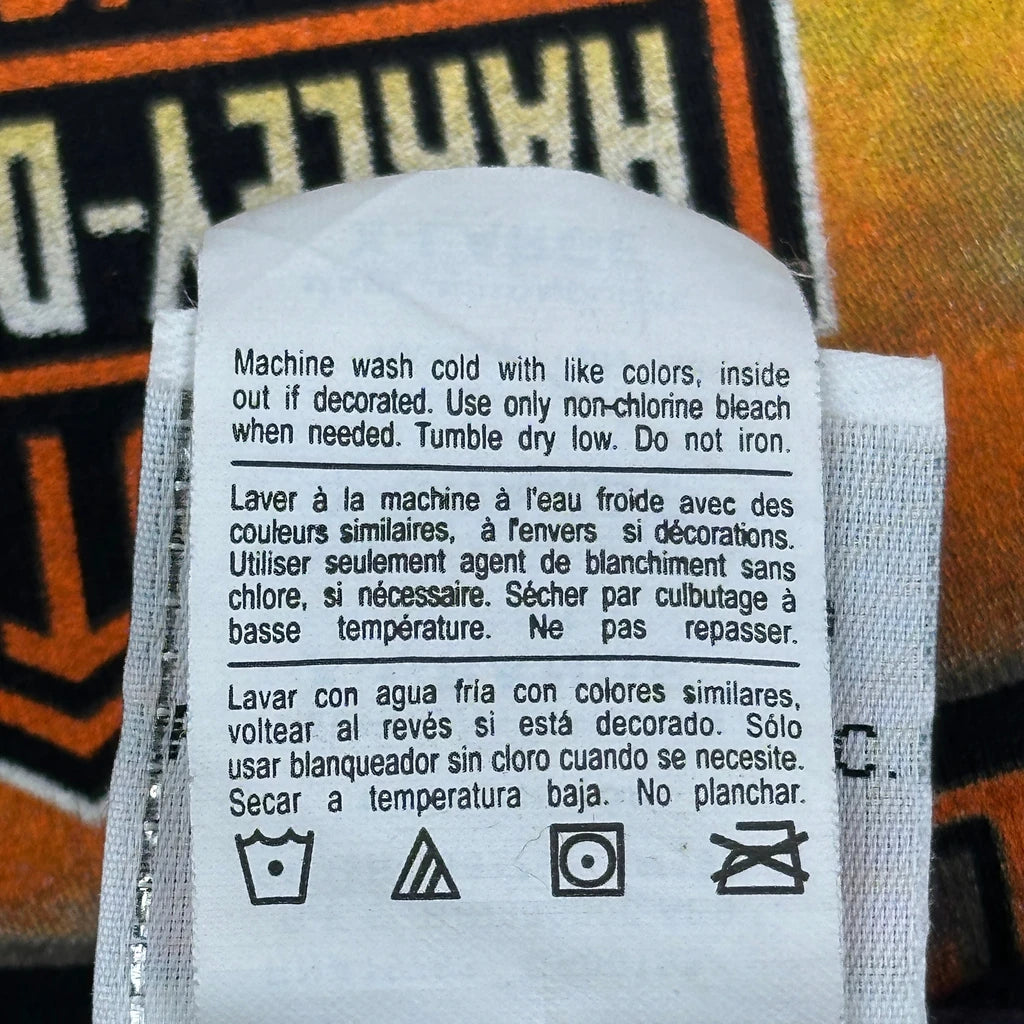 HARLEY-D
Machine wash cold with like colors, inside
out if decorated. Use only non-chlorine bleach
when needed. Tumble dry low. Do not iron.
Laver à la machine à l'eau froide avec des
couleurs similaires, à l'envers si décorations.
Utiliser seulement agent de blanchiment sans
chlore, si nécessaire. Sécher par culbutage à
basse température. Ne pas repasser.
Lavar con agua fría con colores similares,
voltear al revés si está decorado. Sólo
usar blanqueador sin cloro cuando se necesite.
Secar a temperatura baja. No planchar.
C.